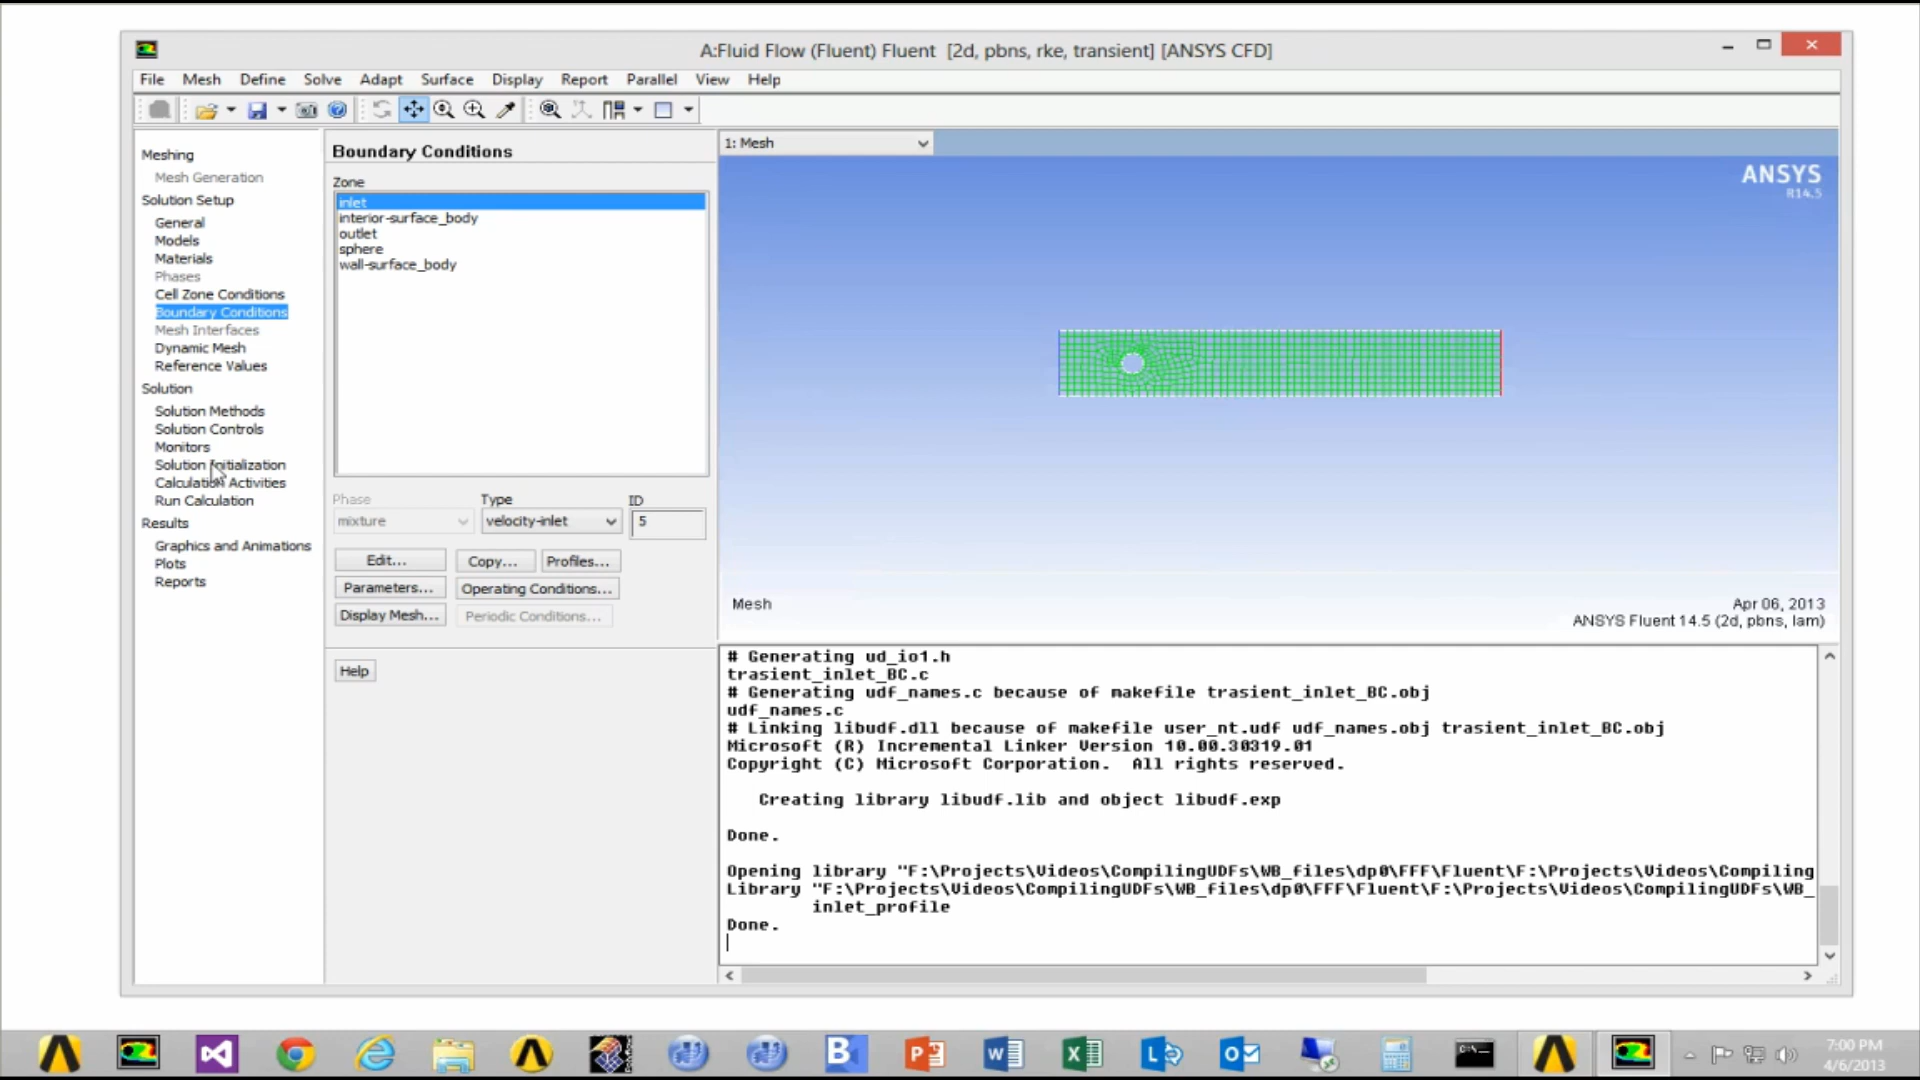 A:Fluid Flow (Fluent) Fluent [2d, pbns, rke, transient] [ANSYS CFD]
File Mesh Define Solve Adapt Surface Display Report Parallel View Help
Meshing
Mesh Generation
Solution Setup
General
Models
Materials
Phases
Cell Zone Conditions
Boundary Conditions
Mesh Interfaces
Dynamic Mesh
Reference Values
Solution
Solution Methods
Solution Controls
Monitors
Solution Initialization
Calculation Activities
Run Calculation
Results
Graphics and Animations
Plots
Reports
Boundary Conditions
Zone
inlet
interior-surface_body
outlet
sphere
wall-surface_body
Phase Type ID
mixture velocity-inlet 5
Edit... Copy... Profiles...
Parameters... Operating Conditions...
Display Mesh... Periodic Conditions...
Help
1: Mesh
ANSYS
R14.5
Mesh
Apr 06, 2013
ANSYS Fluent 14.5 (2d, pbns, lam)
# Generating ud_io1.h
trasient_inlet_BC.c
# Generating udf_names.c because of makefile trasient_inlet_BC.obj
udf_names.c
# Linking libudf.dll because of makefile user_nt.udf udf_names.obj trasient_inlet_BC.obj
Microsoft (R) Incremental Linker Version 10.00.30319.01
Copyright (C) Microsoft Corporation. All rights reserved.
Creating library libudf.lib and object libudf.exp
Done.
Opening library "F:\Projects\Videos\CompilingUDFs\WB_files\dp0\FFF\Fluent\F:\Projects\Videos\Compiling
Library "F:\Projects\Videos\CompilingUDFs\WB_files\dp0\FFF\Fluent\F:\Projects\Videos\CompilingUDFs\WB_
inlet_profile
Done.
7:00 PM
4/6/2013